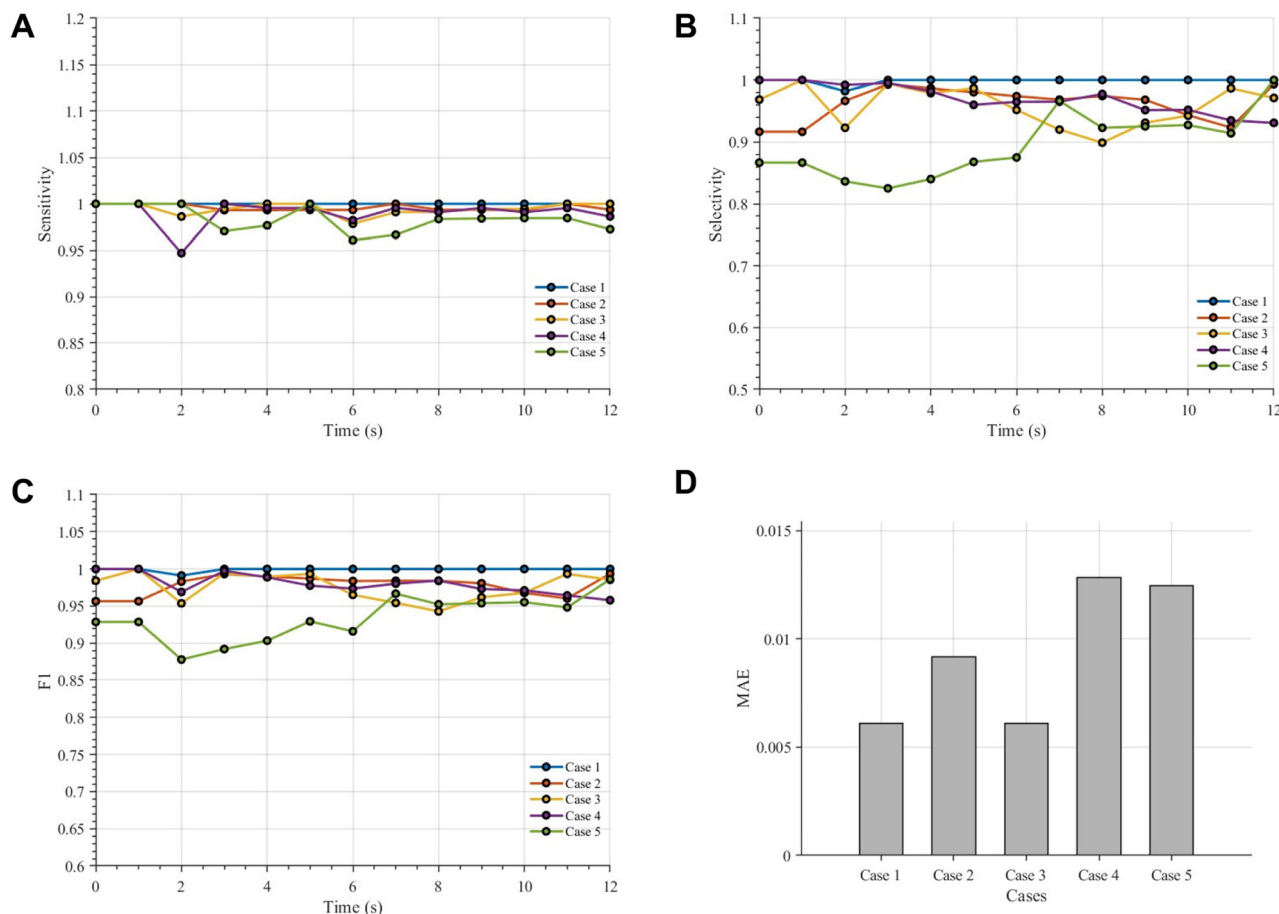 A
1.2
1.15
1.1
1.05
1
0.95
0.9
0.85
0.8
Sensitivity
0 2 4 6 8 10 12
Time (s)
Case 1
Case 2
Case 3
Case 4
Case 5
B
1.1
1
0.9
0.8
0.7
0.6
0.5
Selectivity
0 2 4 6 8 10 12
Time (s)
Case 1
Case 2
Case 3
Case 4
Case 5
C
1.1
1.05
1
0.95
0.9
0.85
0.8
0.75
0.7
0.65
0.6
F1
0 2 4 6 8 10 12
Time (s)
Case 1
Case 2
Case 3
Case 4
Case 5
D
0.015
0.01
0.005
0
MAE
Case 1 Case 2 Case 3 Case 4 Case 5
Cases